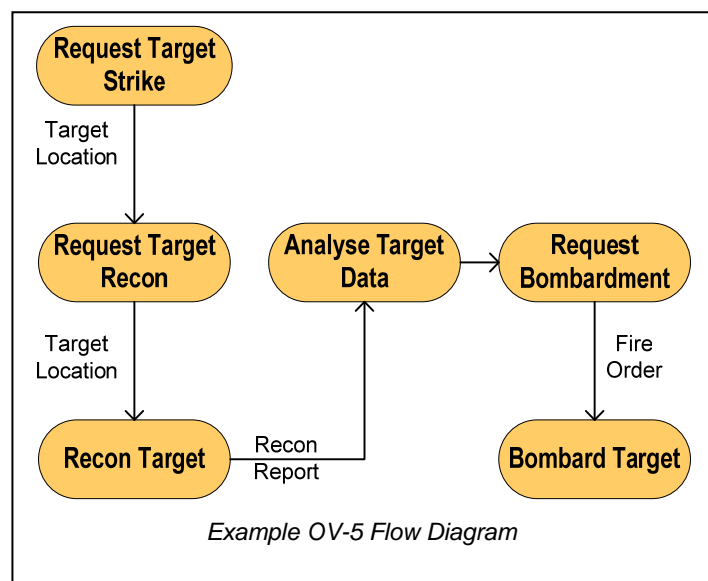 Request Target
Strike
Target
Location
Request Target
Recon
Target
Location
Recon Target
Recon
Report
Analyse Target
Data
Request
Bombardment
Fire
Order
Bombard Target
Example OV-5 Flow Diagram